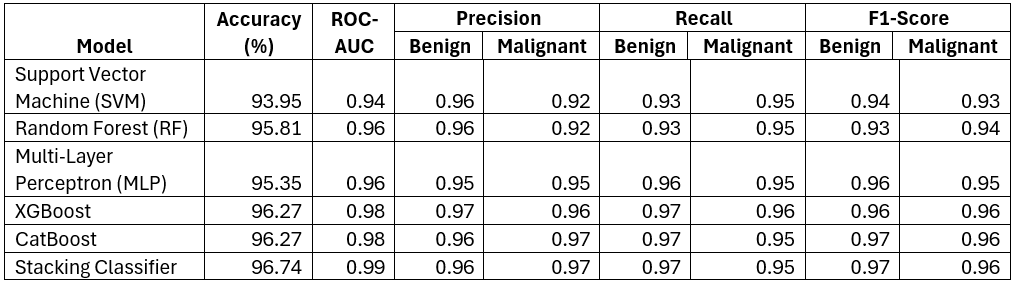 Model Accuracy (%) ROC-AUC Precision Recall F1-Score
Benign Malignant Benign Malignant Benign Malignant
Support Vector
Machine (SVM) 93.95 0.94 0.96 0.92 0.93 0.95 0.94 0.93
Random Forest (RF) 95.81 0.96 0.96 0.92 0.93 0.95 0.93 0.94
Multi-Layer
Perceptron (MLP) 95.35 0.96 0.95 0.95 0.96 0.95 0.96 0.95
XGBoost 96.27 0.98 0.97 0.96 0.97 0.96 0.96 0.96
CatBoost 96.27 0.98 0.96 0.97 0.97 0.95 0.97 0.96
Stacking Classifier 96.74 0.99 0.96 0.97 0.97 0.95 0.97 0.96